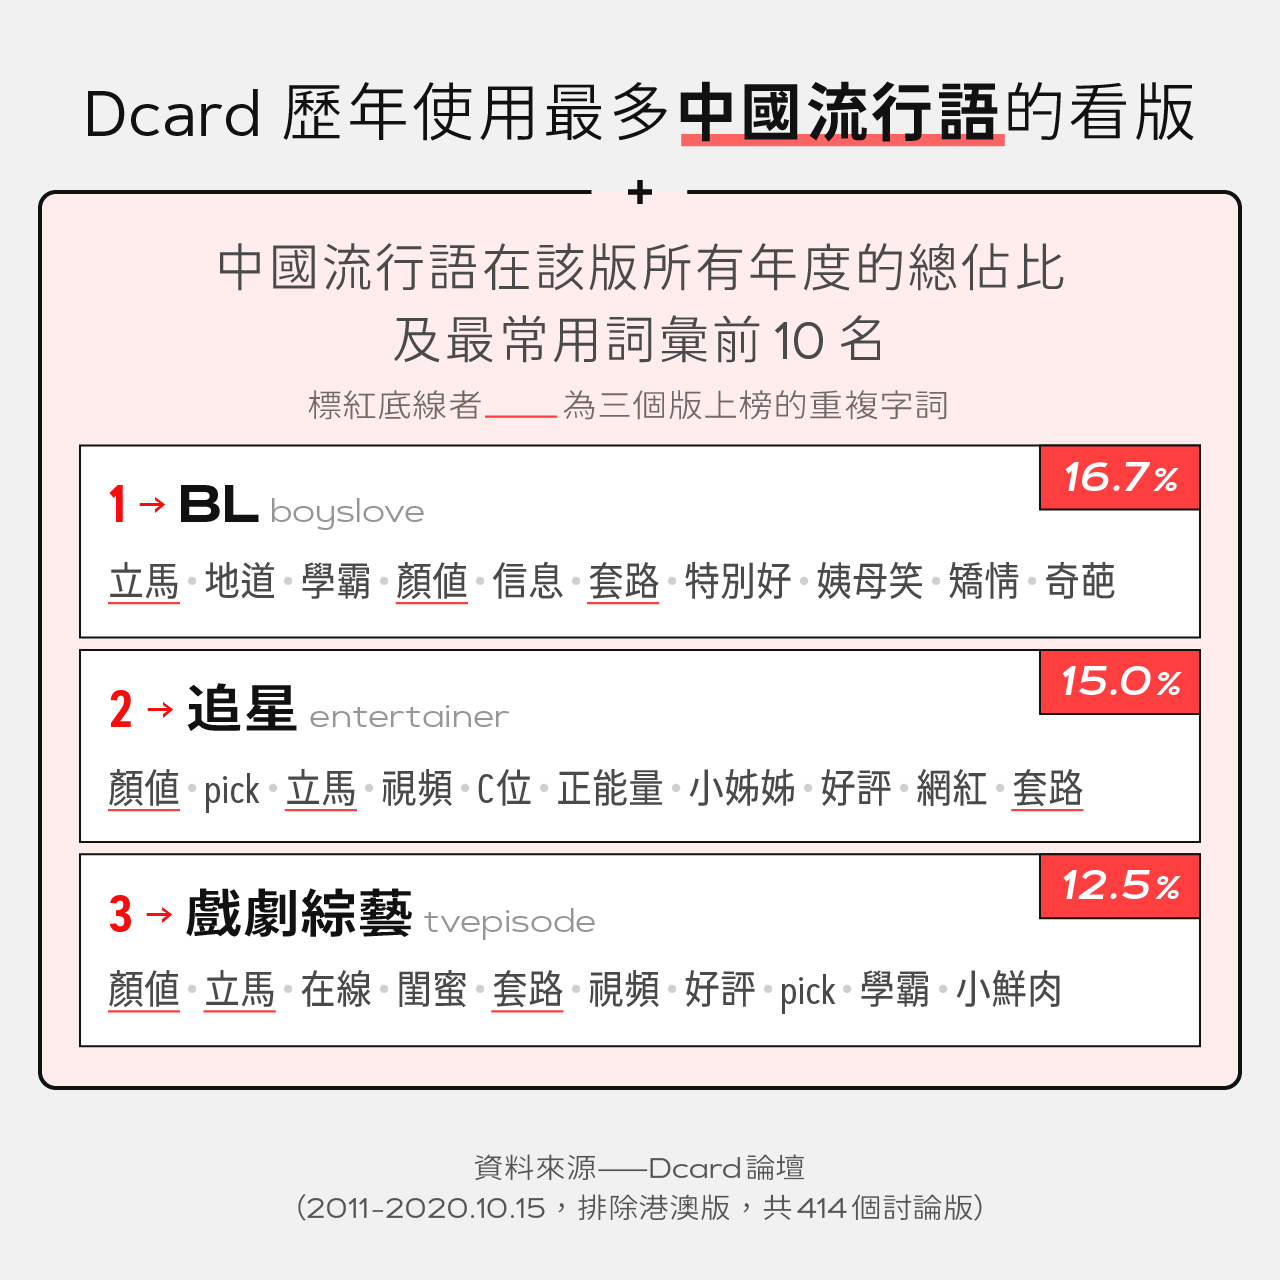 Dcard 歷年使用最多中國流行語的看版
+
中國流行語在該版所有年度的總佔比
及最常用詞彙前 10 名
標紅底線者____為三個版上榜的重複字詞
16.7%
1→BL boyslove
立馬•地道•學霸•顏值•信息•套路•特別好•姨母笑•矯情•奇葩
15.0%
2→追星 entertainer
顏值•pick•立馬•視頻•C位•正能量•小姊姊•好評•網紅•套路
12.5%
3→戲劇綜藝 tvepisode
顏值•立馬•在線•閨蜜•套路•視頻•好評•pick•學霸•小鮮肉
資料來源——Dcard論壇
（2011-2020.10.15，排除港澳版，共414個討論版）